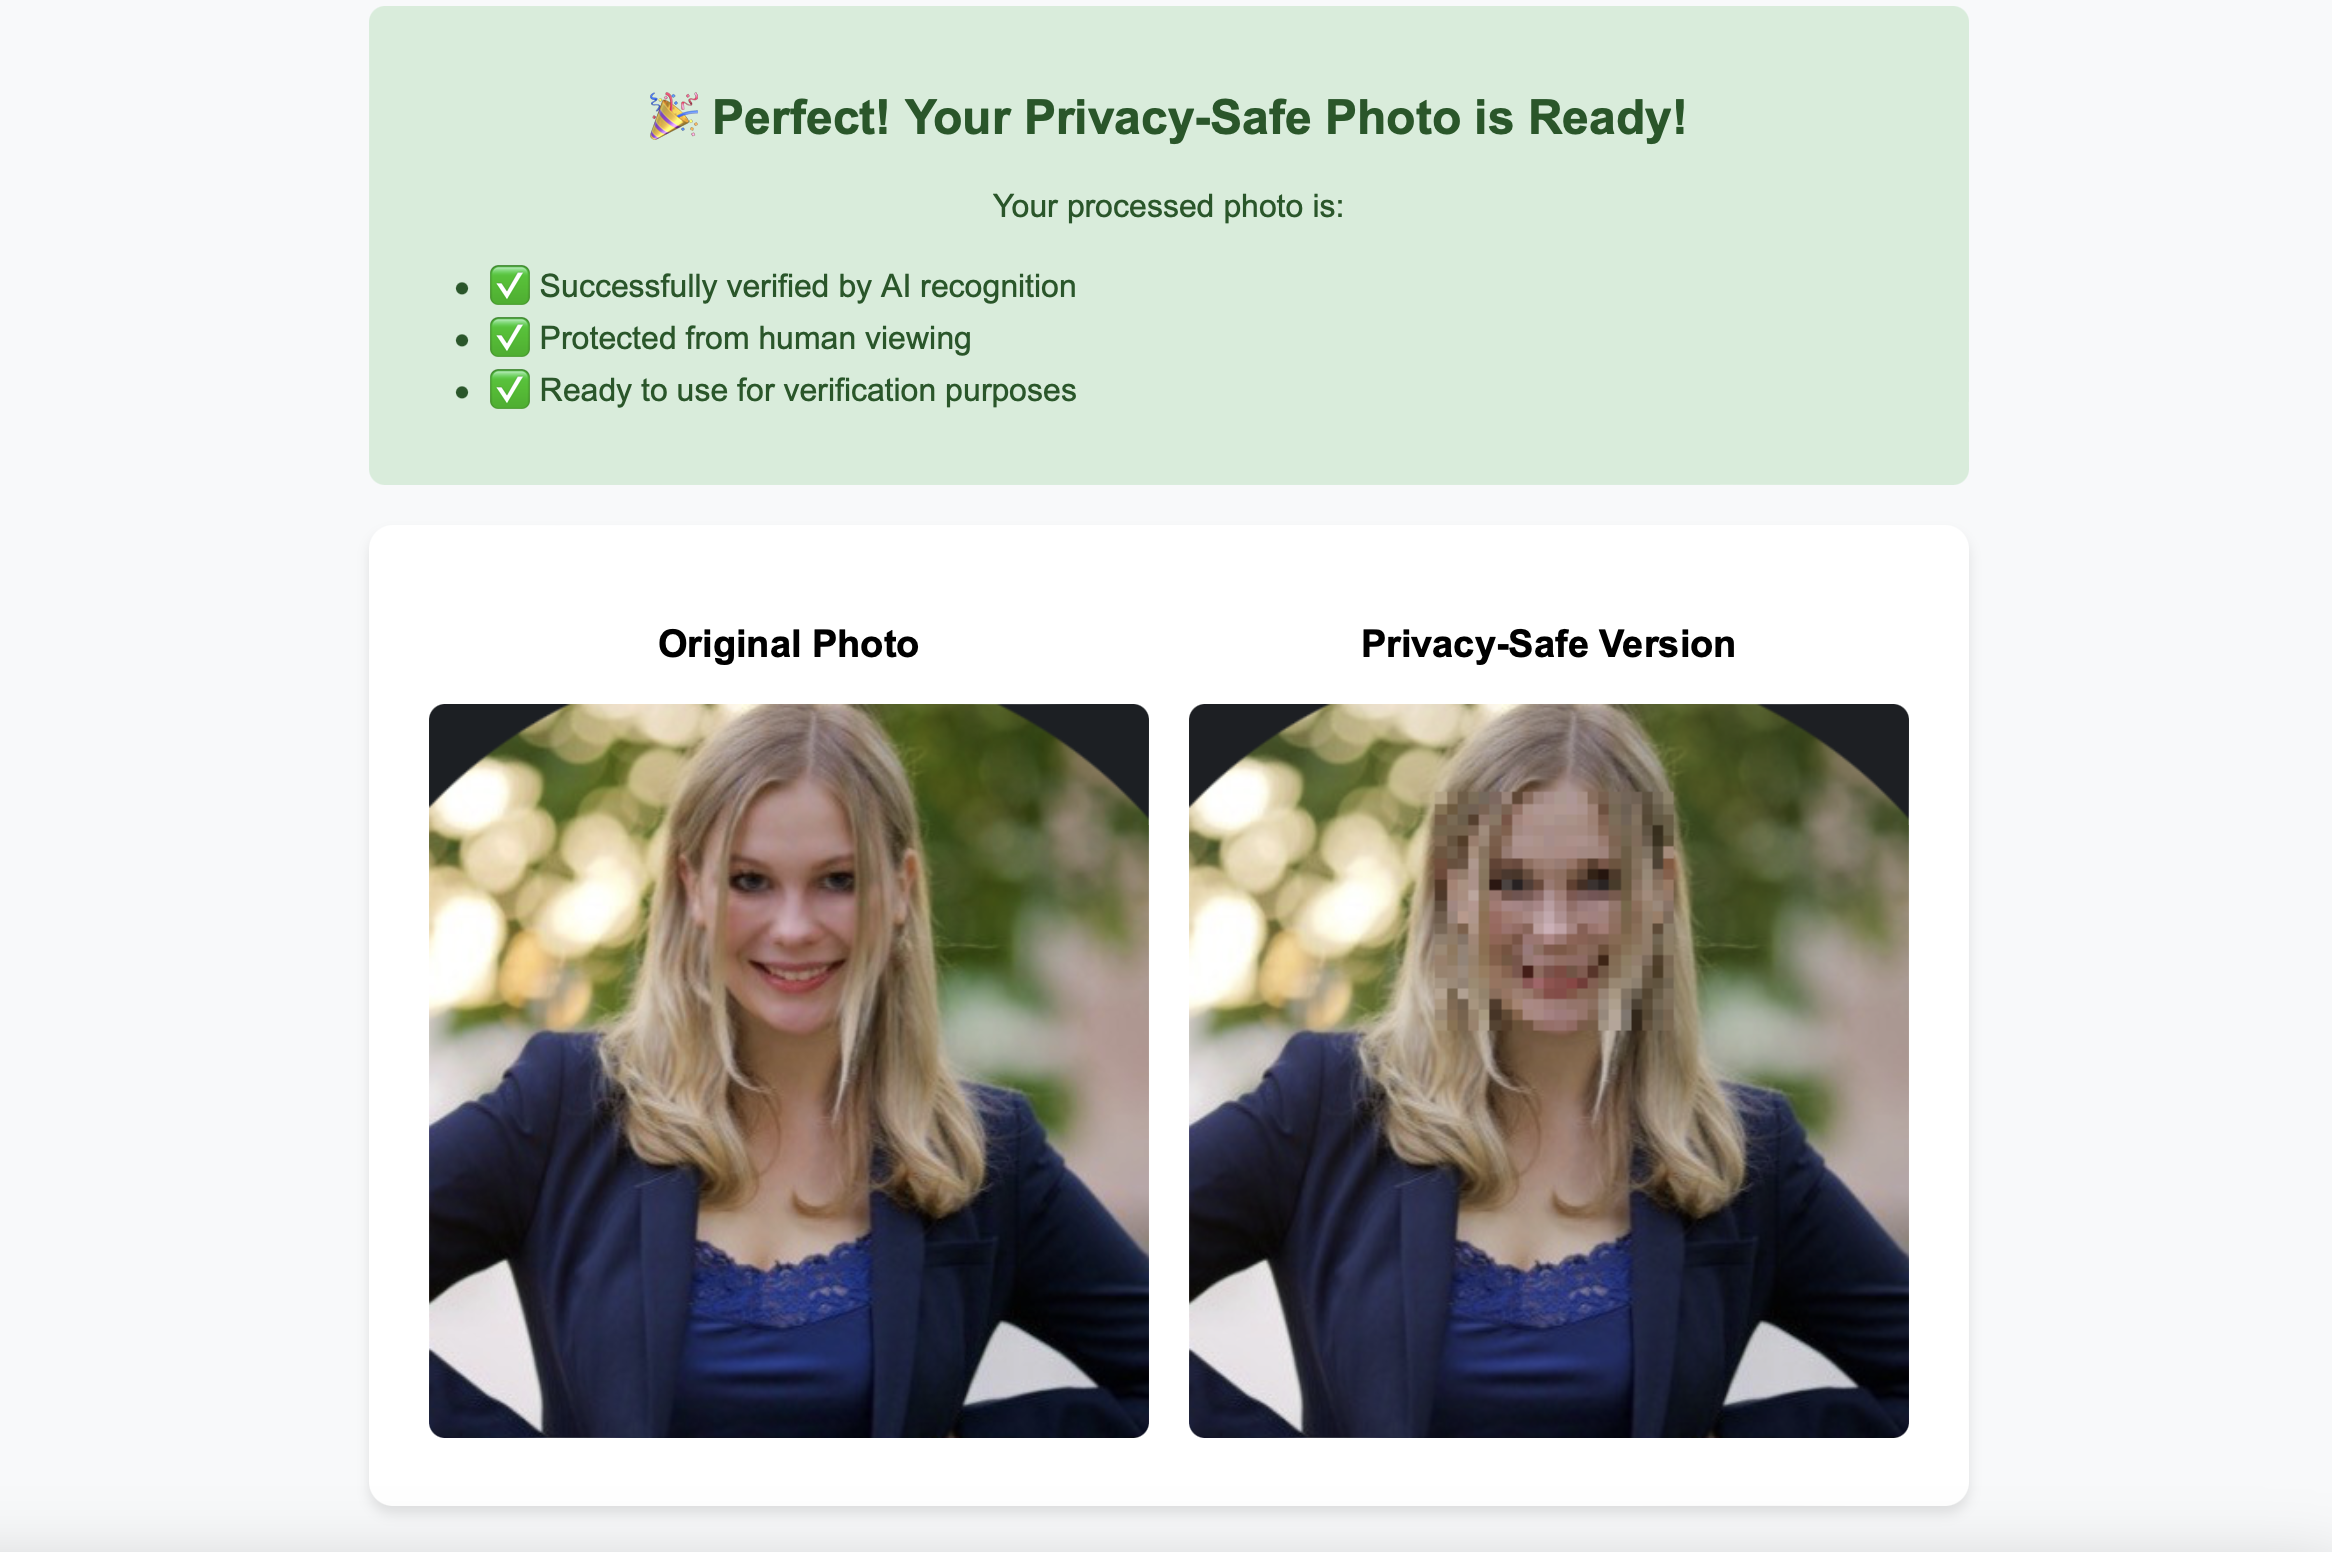 🎉 Perfect! Your Privacy-Safe Photo is Ready!
Your processed photo is:
• ✅ Successfully verified by AI recognition
• ✅ Protected from human viewing
• ✅ Ready to use for verification purposes
Original Photo
Privacy-Safe Version